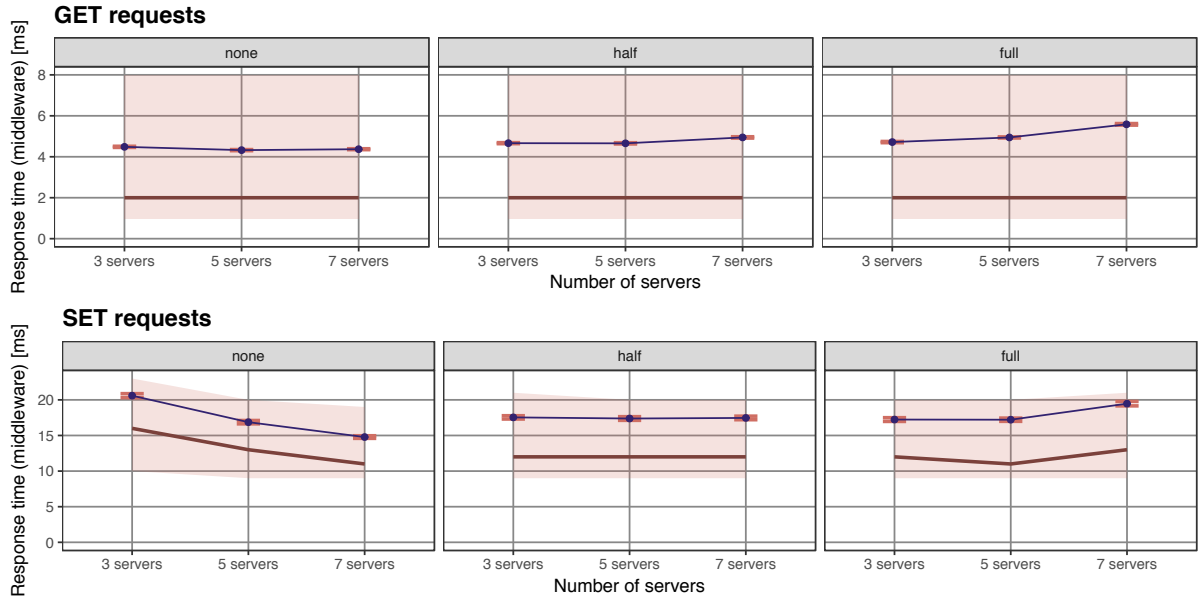 GET requests
Response time (middleware) [ms]
none
half
full
8
6
4
2
0
3 servers
5 servers
7 servers
3 servers
5 servers
7 servers
3 servers
5 servers
7 servers
Number of servers
SET requests
Response time (middleware) [ms]
none
half
full
20
15
10
5
0
3 servers
5 servers
7 servers
3 servers
5 servers
7 servers
3 servers
5 servers
7 servers
Number of servers